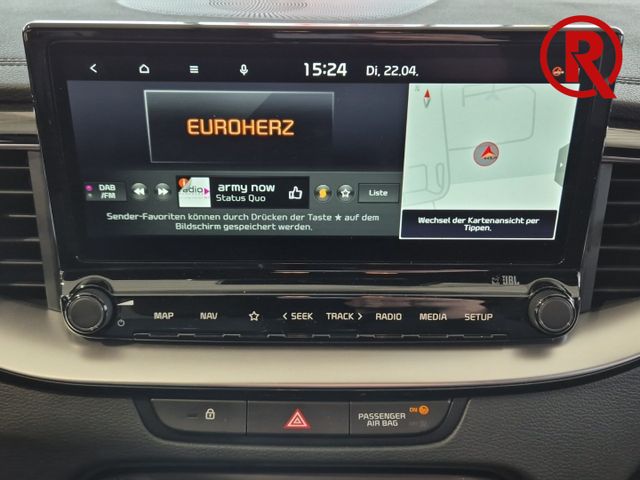 15:24 Di, 22.04.
EUROHERZ
DAB
/FM
army now
Status Quo
Liste
Sender-Favoriten können durch Drücken der Taste ★ auf dem
Bildschirm gespeichert werden.
Wechsel der Kartenansicht per
Tippen.
JBL
MAP NAV SEEK TRACK RADIO MEDIA SETUP
PASSENGER
AIR BAG
ON
R